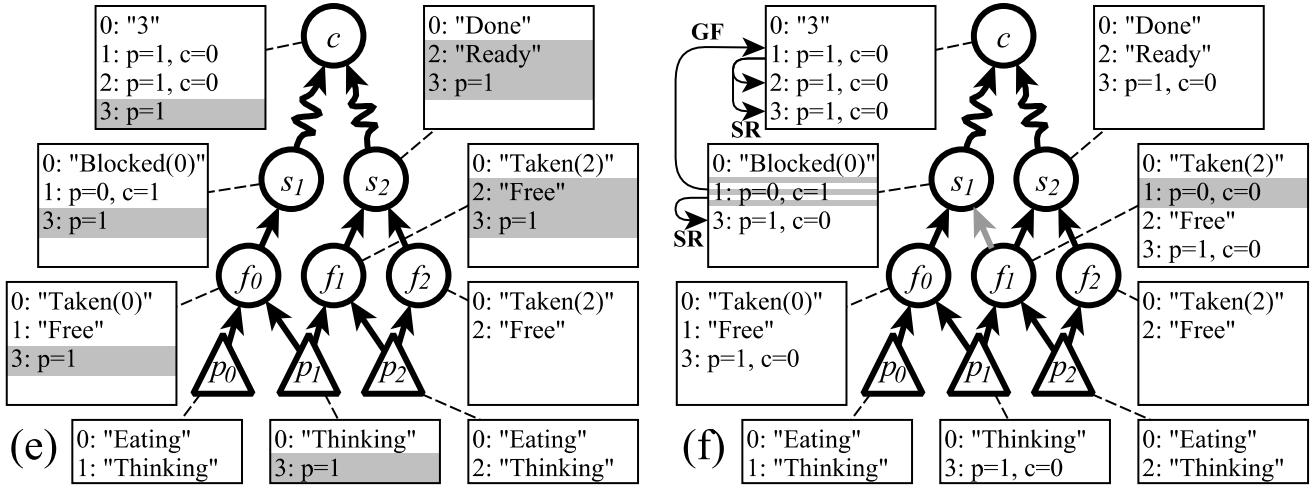 0: "3"
1: p=1, c=0
2: p=1, c=0
3: p=1
c
0: "Done"
2: "Ready"
3: p=1
0: "Blocked(0)"
1: p=0, c=1
3: p=1
s1
s2
0: "Taken(2)"
2: "Free"
3: p=1
0: "Taken(0)"
1: "Free"
3: p=1
f0
f1
f2
0: "Taken(2)"
2: "Free"
p0
p1
p2
(e)
0: "Eating"
1: "Thinking"
0: "Thinking"
3: p=1
0: "Eating"
2: "Thinking"
GF
SR
0: "3"
1: p=1, c=0
2: p=1, c=0
3: p=1, c=0
c
0: "Done"
2: "Ready"
3: p=1, c=0
SR
0: "Blocked(0)"
1: p=0, c=1
3: p=1, c=0
s1
s2
0: "Taken(2)"
1: p=0, c=0
2: "Free"
3: p=1, c=0
0: "Taken(0)"
1: "Free"
3: p=1, c=0
f0
f1
f2
0: "Taken(2)"
2: "Free"
p0
p1
p2
(f)
0: "Eating"
1: "Thinking"
0: "Thinking"
3: p=1, c=0
0: "Eating"
2: "Thinking"